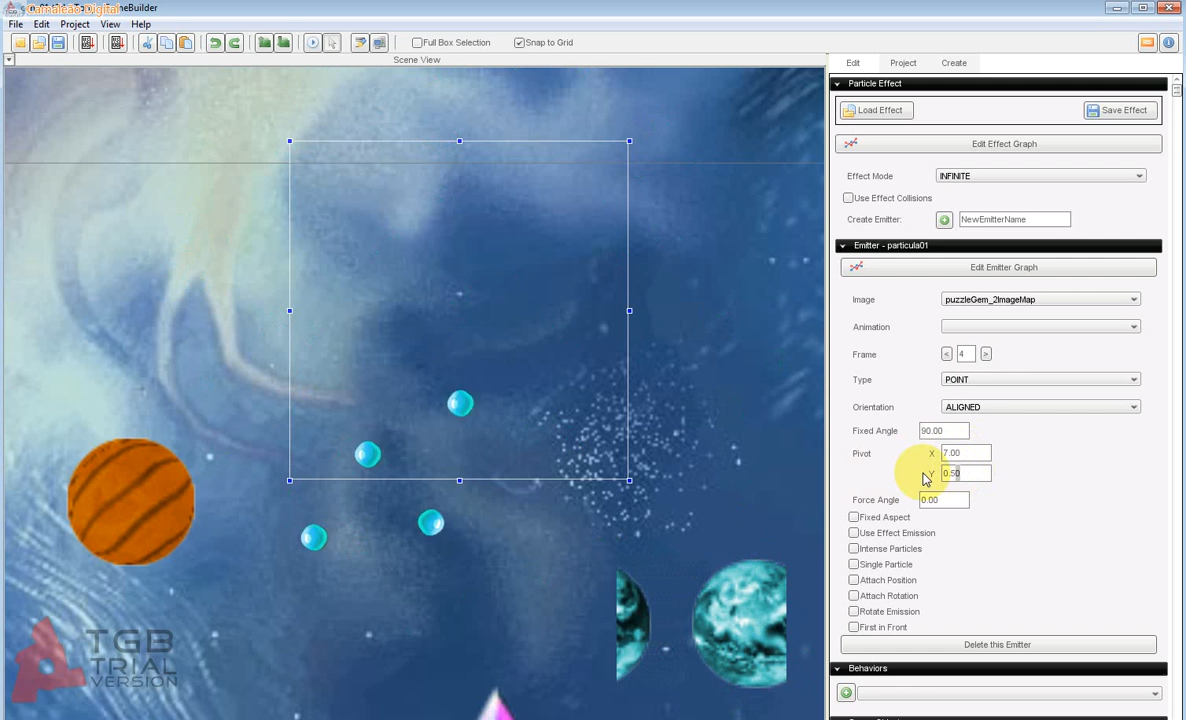 Camaleão Digital
File Edit Project View Help
Full Box Selection Snap to Grid
Scene View
Edit Project Create
Particle Effect
Load Effect Save Effect
Edit Effect Graph
Effect Mode INFINITE
Use Effect Collisions
Create Emitter: NewEmitterName
Emitter - particula01
Edit Emitter Graph
Image puzzleGem_2ImageMap
Animation
Frame < 4 >
Type POINT
Orientation ALIGNED
Fixed Angle 90.00
Pivot X 7.00
Y 0.50
Force Angle 0.00
Fixed Aspect
Use Effect Emission
Intense Particles
Single Particle
Attach Position
Attach Rotation
Rotate Emission
First in Front
Delete this Emitter
Behaviors
TGB
TRIAL
VERSION